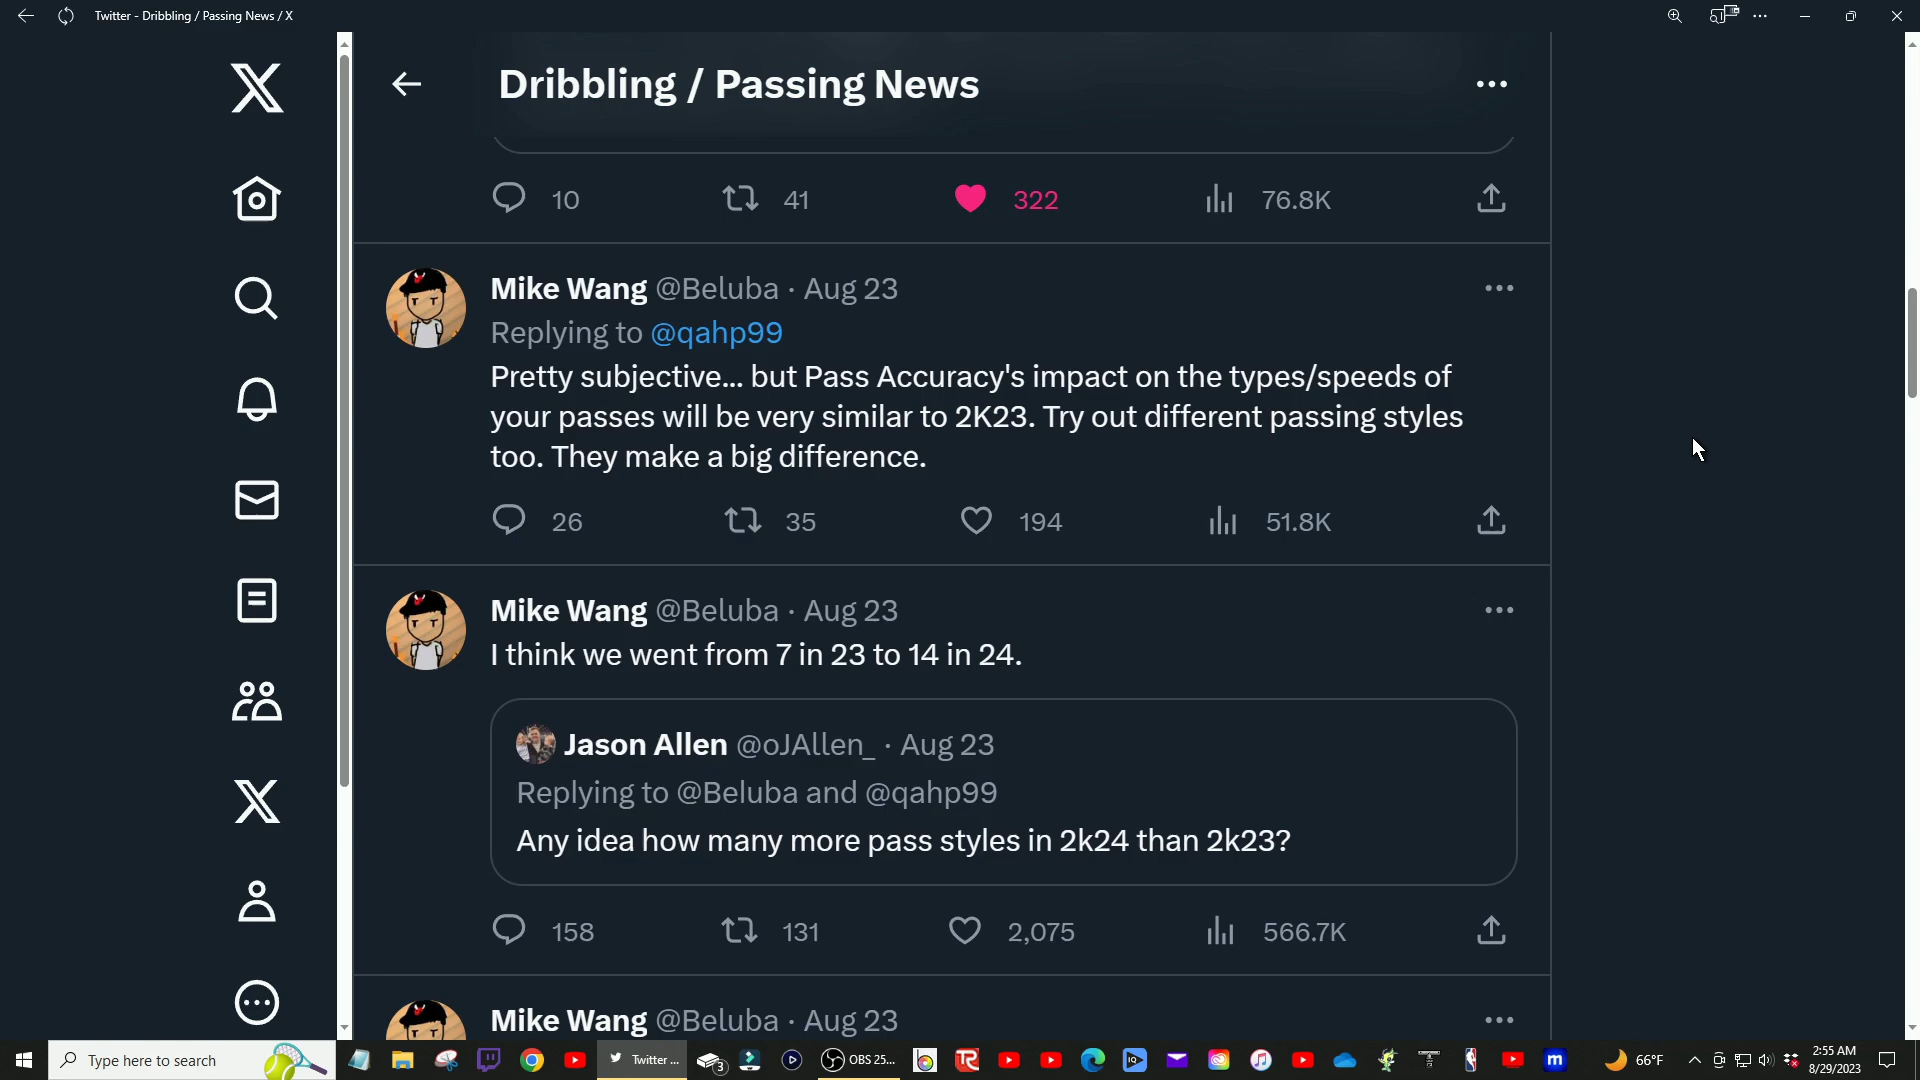 Twitter - Dribbling / Passing News / X
Dribbling / Passing News
10 41 322 76.8K
Mike Wang @Beluba · Aug 23
Replying to @qahp99
Pretty subjective... but Pass Accuracy's impact on the types/speeds of
your passes will be very similar to 2K23. Try out different passing styles
too. They make a big difference.
26 35 194 51.8K
Mike Wang @Beluba · Aug 23
I think we went from 7 in 23 to 14 in 24.
Jason Allen @oJAllen_ · Aug 23
Replying to @Beluba and @qahp99
Any idea how many more pass styles in 2k24 than 2k23?
158 131 2,075 566.7K
Mike Wang @Beluba · Aug 23
Type here to search
Twitter ...
3
OBS 25...
TR
IQ
m
66°F
2:55 AM
8/29/2023